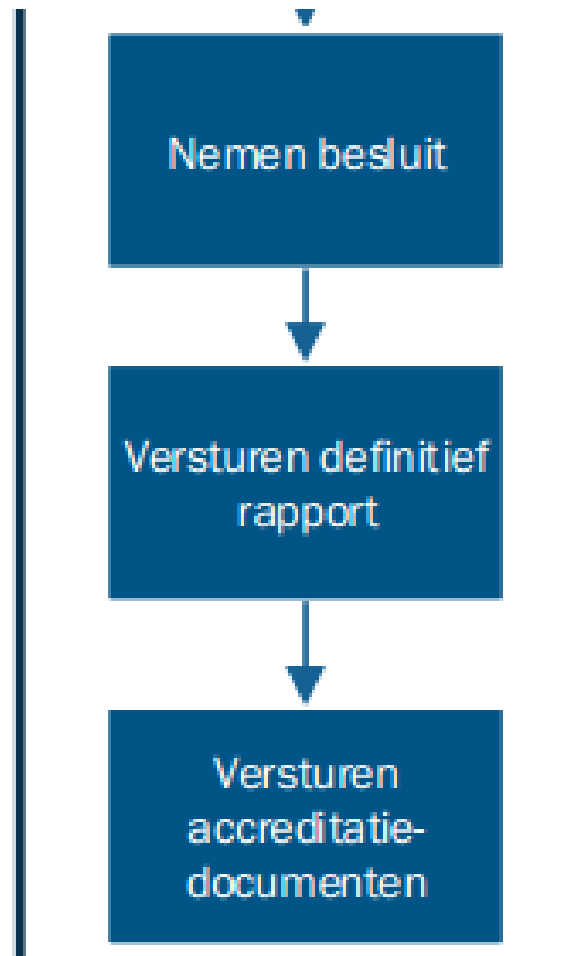 Nemen besluit
Versturen definitief
rapport
Versturen
accreditatie-
documenten